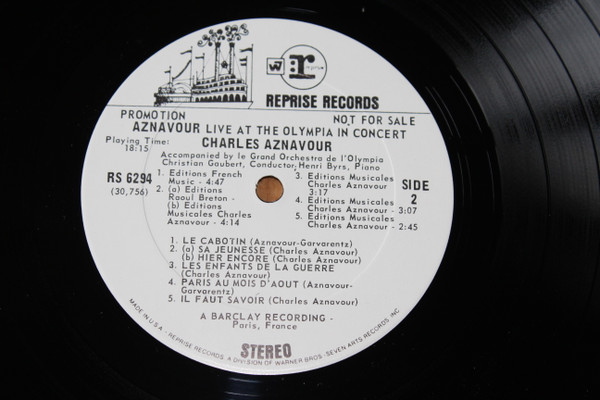 W7 r:
REPRISE RECORDS
PROMOTION NOT FOR SALE
AZNAVOUR LIVE AT THE OLYMPIA IN CONCERT
CHARLES AZNAVOUR
Playing Time:
18:15
Accompanied by le Grand Orchestra de l'Olympia
Christian Gaubert, Conductor Henri Byrs, Piano
RS 6294
(30,756)
1. Editions French
Music - 4:47
2. (a) Editions
Raoul Breton -
(b) Editions
Musicales Charles
Aznavour - 4:14
3. Editions Musicales
Charles Aznavour
3:17
4. Editions Musicales
Charles Aznavour - 3:07
5. Editions Musicales
Charles Aznavour - 2:45
SIDE
2
1. LE CABOTIN (Aznavour-Garvarentz)
2. (a) SA JEUNESSE (Charles Aznavour)
(b) HIER ENCORE (Charles Aznavour)
3. LES ENFANTS DE LA GUERRE
(Charles Aznavour)
4. PARIS AU MOIS D'AOUT (Aznavour-
Garvarentz)
5. IL FAUT SAVOIR (Charles Aznavour)
A BARCLAY RECORDING -
Paris, France
STEREO
MADE IN U.S.A. - REPRISE RECORDS · A DIVISION OF WARNER BROS.-SEVEN ARTS RECORDS, INC.